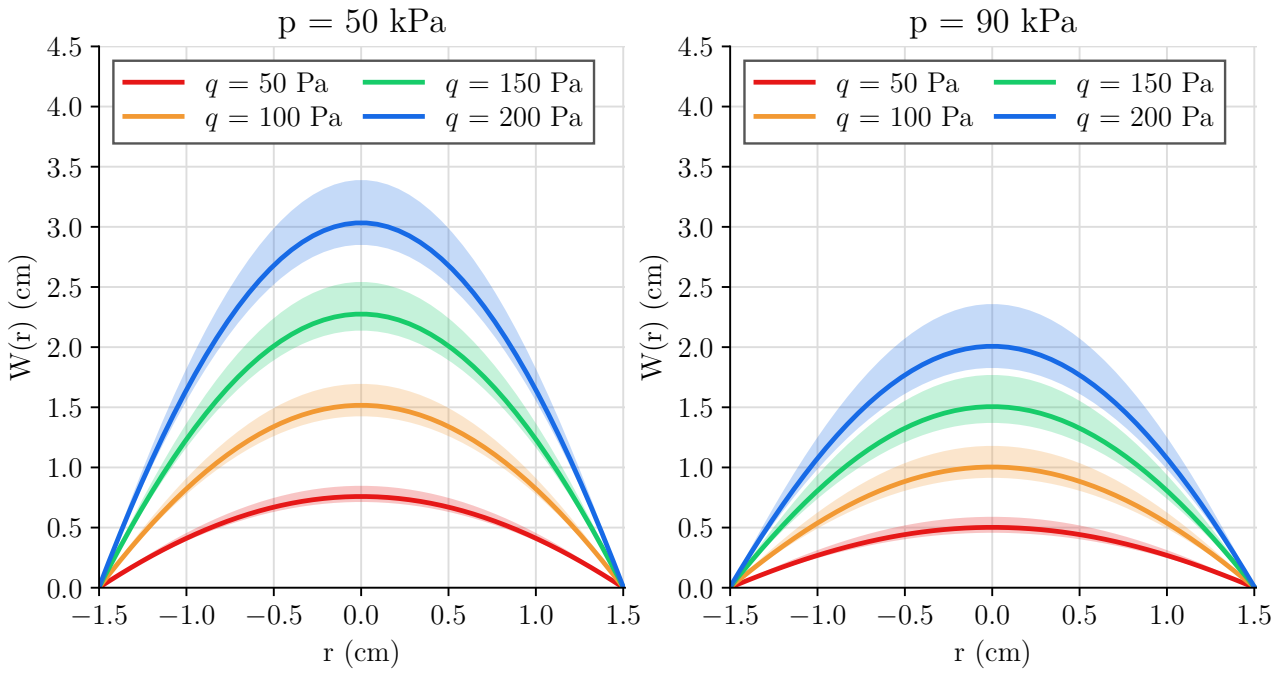 p = 50 kPa
q = 50 Pa
q = 100 Pa
q = 150 Pa
q = 200 Pa
4.5
4.0
3.5
3.0
2.5
2.0
1.5
1.0
0.5
0.0
W(r) (cm)
−1.5 −1.0 −0.5 0.0 0.5 1.0 1.5
r (cm)
p = 90 kPa
q = 50 Pa
q = 100 Pa
q = 150 Pa
q = 200 Pa
4.5
4.0
3.5
3.0
2.5
2.0
1.5
1.0
0.5
0.0
W(r) (cm)
−1.5 −1.0 −0.5 0.0 0.5 1.0 1.5
r (cm)